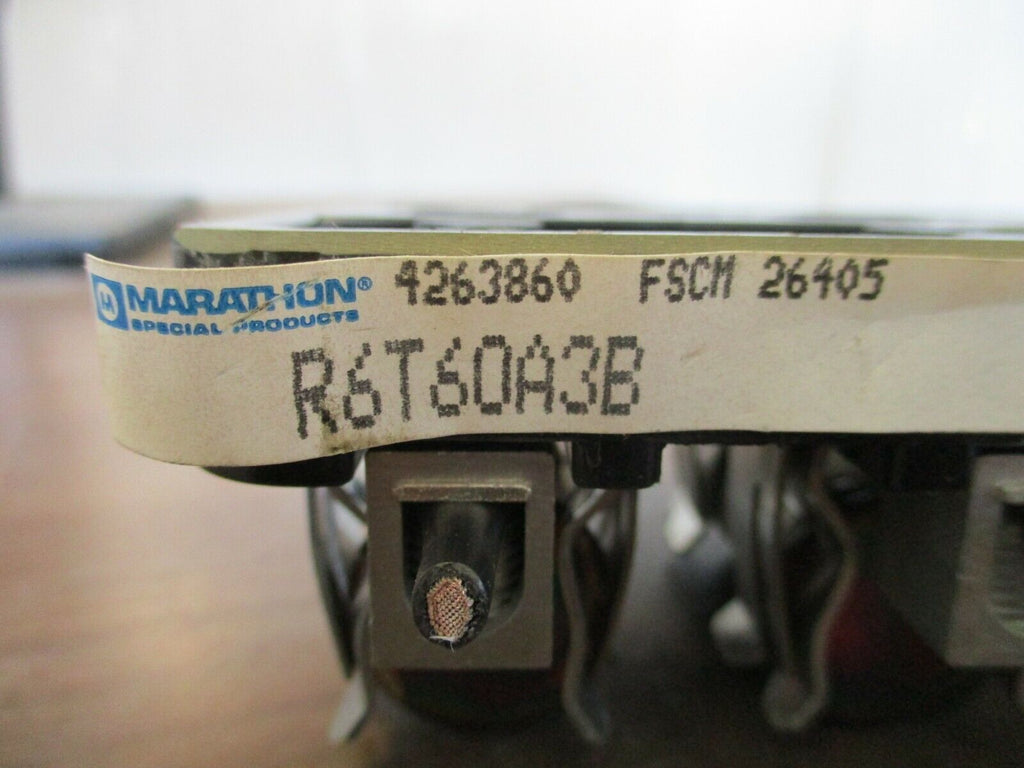 MARATHON® 4263860 FSCM 26405
SPECIAL PRODUCTS
R6T60A3B